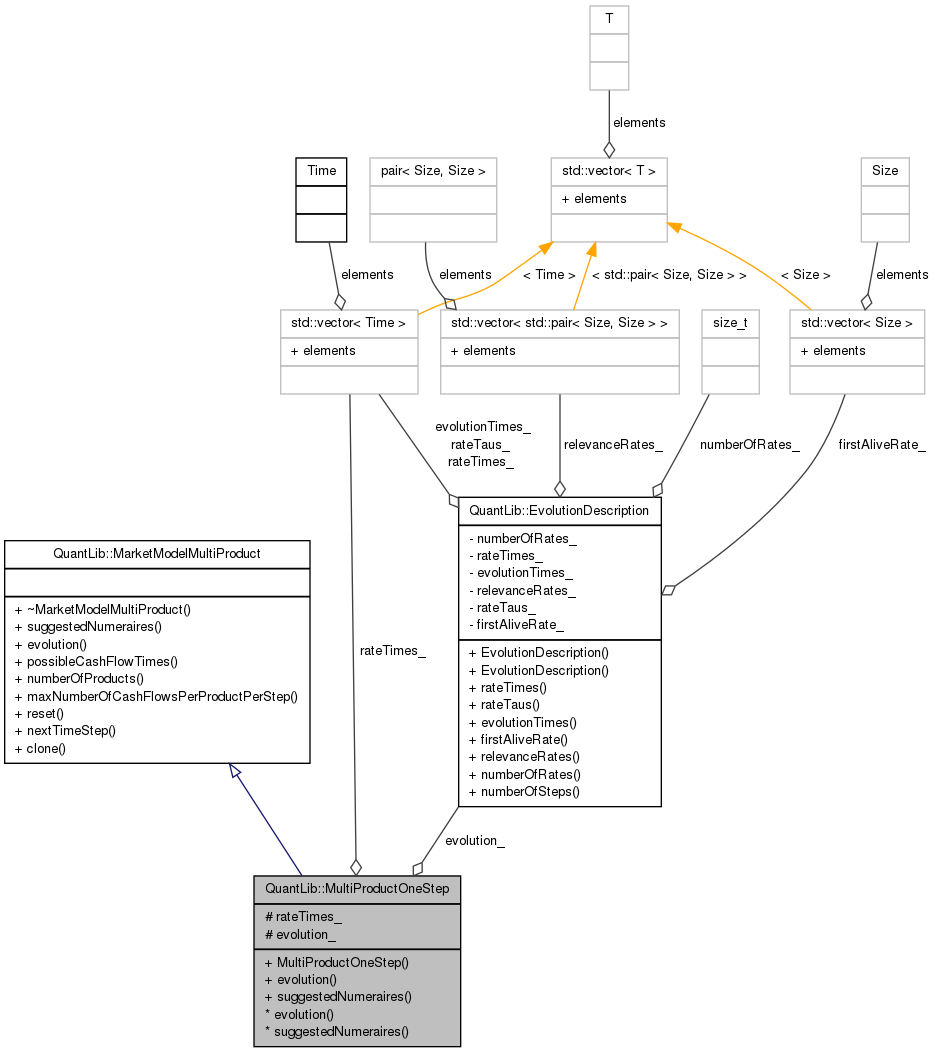 T
elements
Time
pair< Size, Size >
std::vector< T >
+ elements
Size
elements
elements
< Time >
< std::pair< Size, Size > >
< Size >
elements
std::vector< Time >
+ elements
std::vector< std::pair< Size, Size > >
+ elements
size_t
std::vector< Size >
+ elements
evolutionTimes_
rateTaus_
rateTimes_
relevanceRates_
numberOfRates_
firstAliveRate_
QuantLib::EvolutionDescription
- numberOfRates_
- rateTimes_
- evolutionTimes_
- relevanceRates_
- rateTaus_
- firstAliveRate_
+ EvolutionDescription()
+ EvolutionDescription()
+ rateTimes()
+ rateTaus()
+ evolutionTimes()
+ firstAliveRate()
+ relevanceRates()
+ numberOfRates()
+ numberOfSteps()
QuantLib::MarketModelMultiProduct
+ ~MarketModelMultiProduct()
+ suggestedNumeraires()
+ evolution()
+ possibleCashFlowTimes()
+ numberOfProducts()
+ maxNumberOfCashFlowsPerProductPerStep()
+ reset()
+ nextTimeStep()
+ clone()
rateTimes_
evolution_
QuantLib::MultiProductOneStep
# rateTimes_
# evolution_
+ MultiProductOneStep()
+ evolution()
+ suggestedNumeraires()
* evolution()
* suggestedNumeraires()